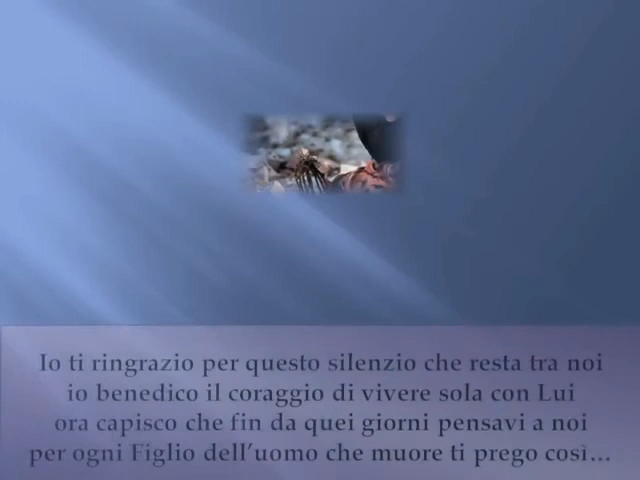 Io ti ringrazio per questo silenzio che resta tra noi
io benedico il coraggio di vivere sola con Lui
ora capisco che fin da quei giorni pensavi a noi
per ogni Figlio dell'uomo che muore ti prego così...